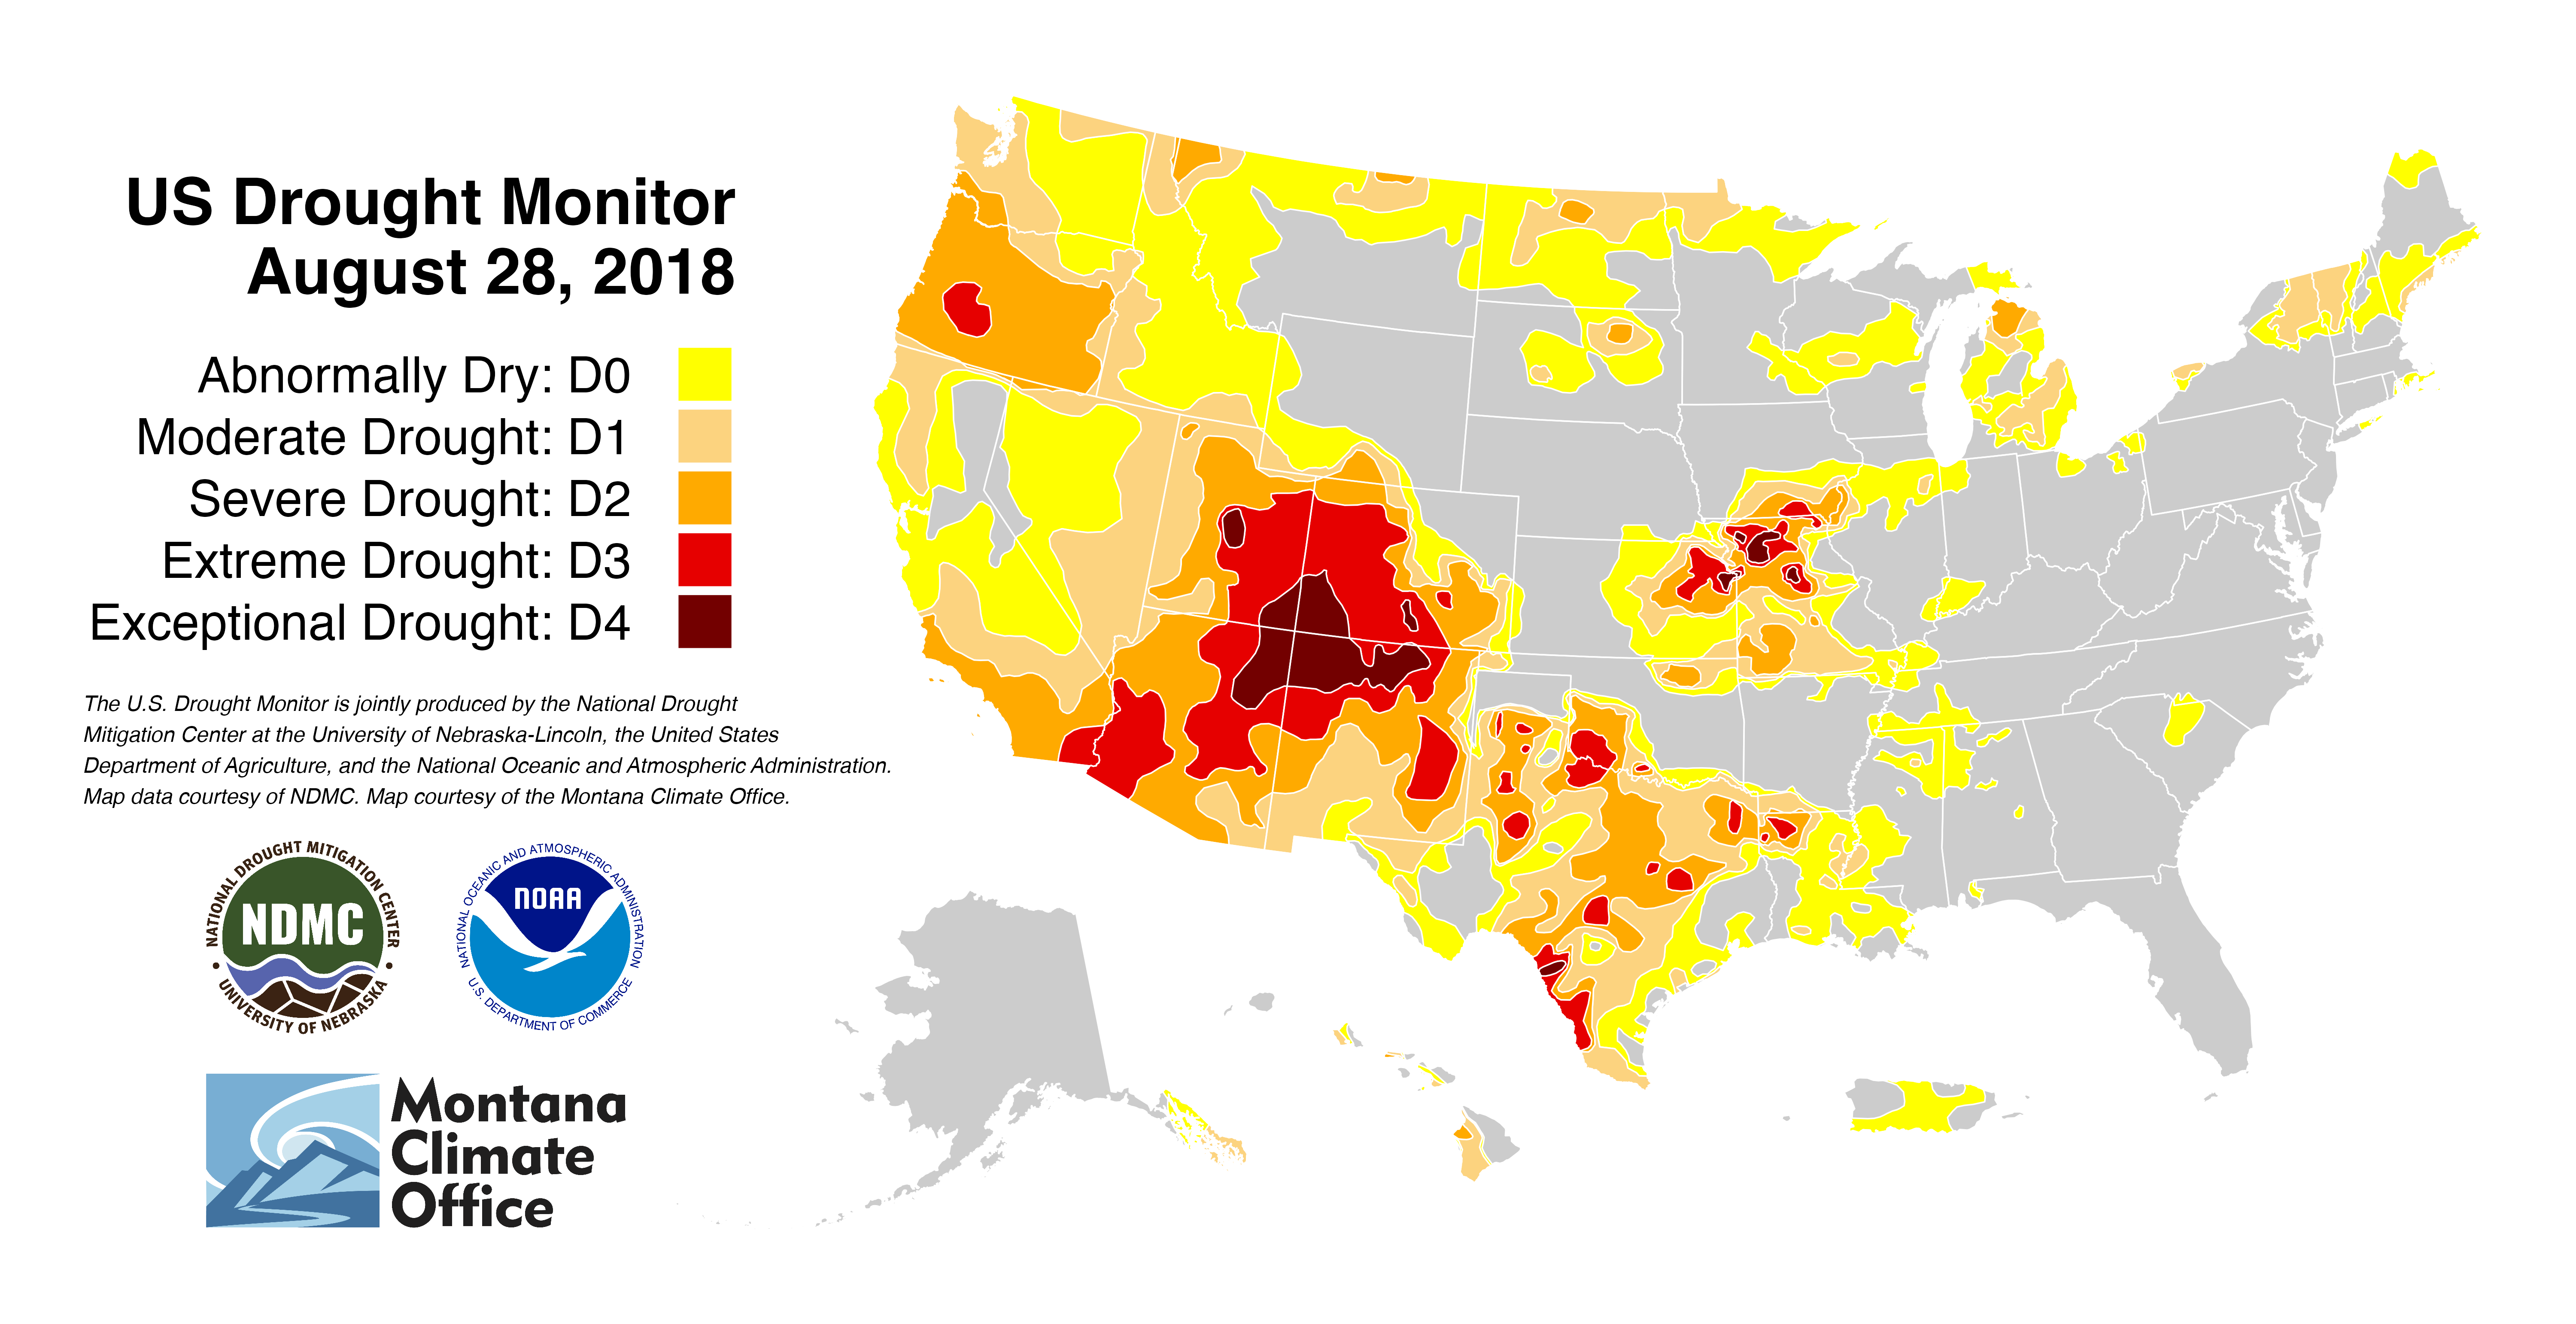 US Drought Monitor
August 28, 2018
Abnormally Dry: D0
Moderate Drought: D1
Severe Drought: D2
Extreme Drought: D3
Exceptional Drought: D4
The U.S. Drought Monitor is jointly produced by the National Drought
Mitigation Center at the University of Nebraska-Lincoln, the United States
Department of Agriculture, and the National Oceanic and Atmospheric Administration.
Map data courtesy of NDMC. Map courtesy of the Montana Climate Office.
NATIONAL DROUGHT MITIGATION CENTER
NDMC
• UNIVERSITY OF NEBRASKA •
NATIONAL OCEANIC AND ATMOSPHERIC ADMINISTRATION
NOAA
U.S. DEPARTMENT OF COMMERCE
Montana
Climate
Office